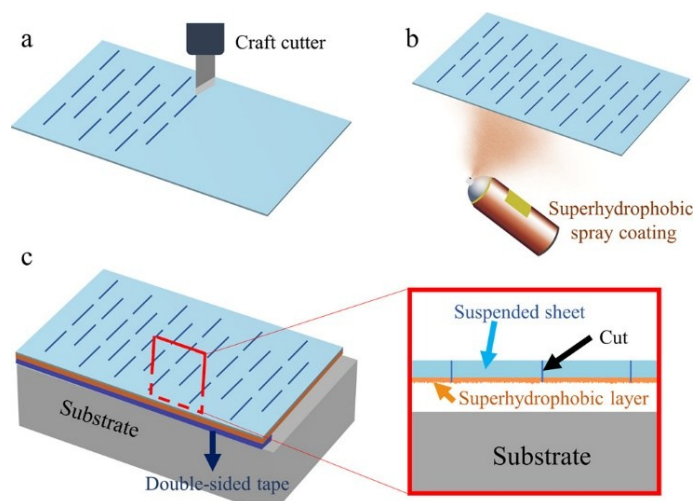 a
Craft cutter
b
Superhydrophobic
spray coating
c
Substrate
Double-sided tape
Suspended sheet
Cut
Superhydrophobic layer
Substrate